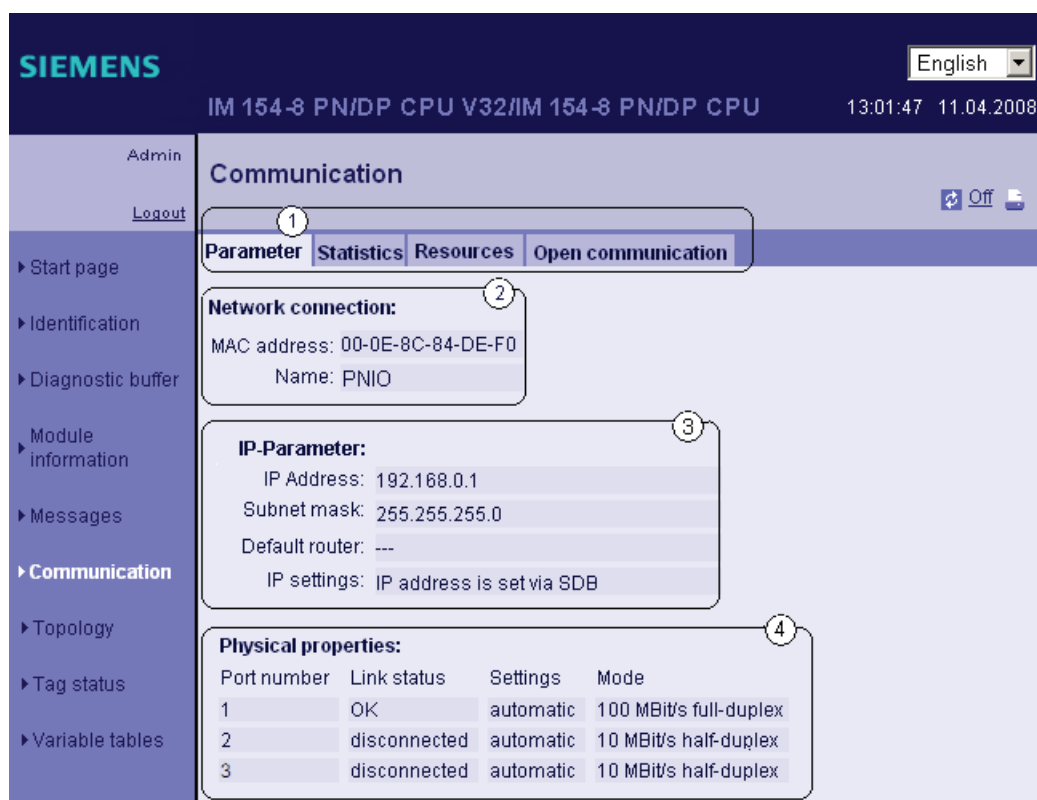 SIEMENS
English
IM 154-8 PN/DP CPU V32/IM 154-8 PN/DP CPU
13:01:47 11.04.2008
Admin
Logout
Communication
Off
1
Parameter Statistics Resources Open communication
Start page
Identification
Diagnostic buffer
Module information
Messages
Communication
Topology
Tag status
Variable tables
2
Network connection:
MAC address: 00-0E-8C-84-DE-F0
Name: PNIO
3
IP-Parameter:
IP Address: 192.168.0.1
Subnet mask: 255.255.255.0
Default router: ---
IP settings: IP address is set via SDB
4
Physical properties:
Port number Link status Settings Mode
1 OK automatic 100 MBit/s full-duplex
2 disconnected automatic 10 MBit/s half-duplex
3 disconnected automatic 10 MBit/s half-duplex